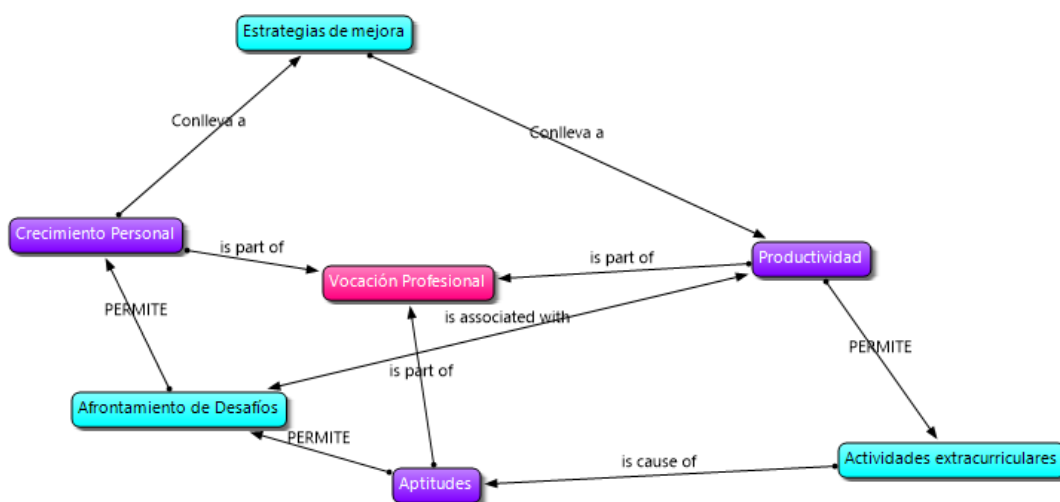 Estrategias de mejora
Conlleva a
Conlleva a
Crecimiento Personal
is part of
is part of
Productividad
Vocación Profesional
PERMITE
is associated with
PERMITE
is part of
Afrontamiento de Desafíos
PERMITE
Actividades extracurriculares
is cause of
Aptitudes